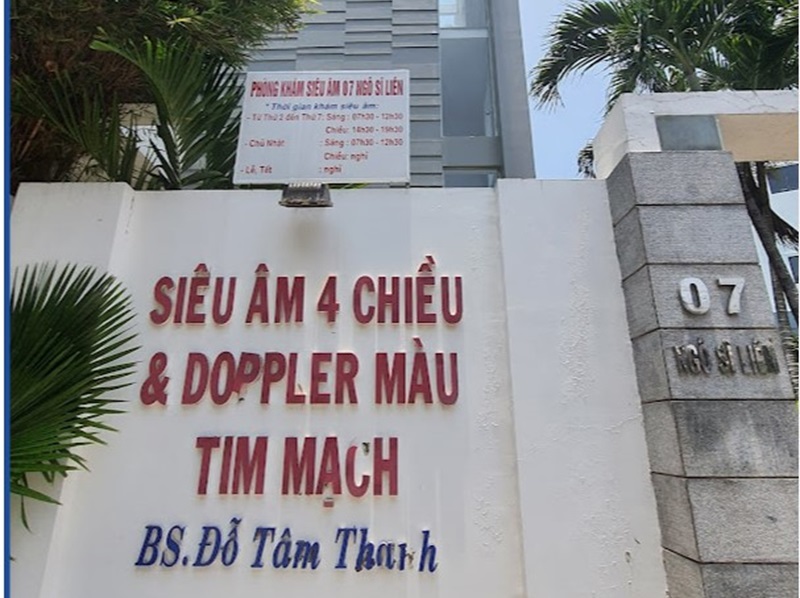 PHÒNG KHÁM SIÊU ÂM 07 NGÔ SĨ LIÊN
* Thời gian khám siêu âm:
- Từ Thứ 2 đến Thứ 7: Sáng : 07h30 - 12h30
Chiều: 14h30 - 19h30
- Chủ Nhật : Sáng : 07h30 - 12h30
Chiều: nghỉ
- Lễ, Tết : nghỉ
SIÊU ÂM 4 CHIỀU
& DOPPLER MÀU
TIM MẠCH
BS.Đỗ Tâm Thanh
07
NGÔ SĨ LIÊN